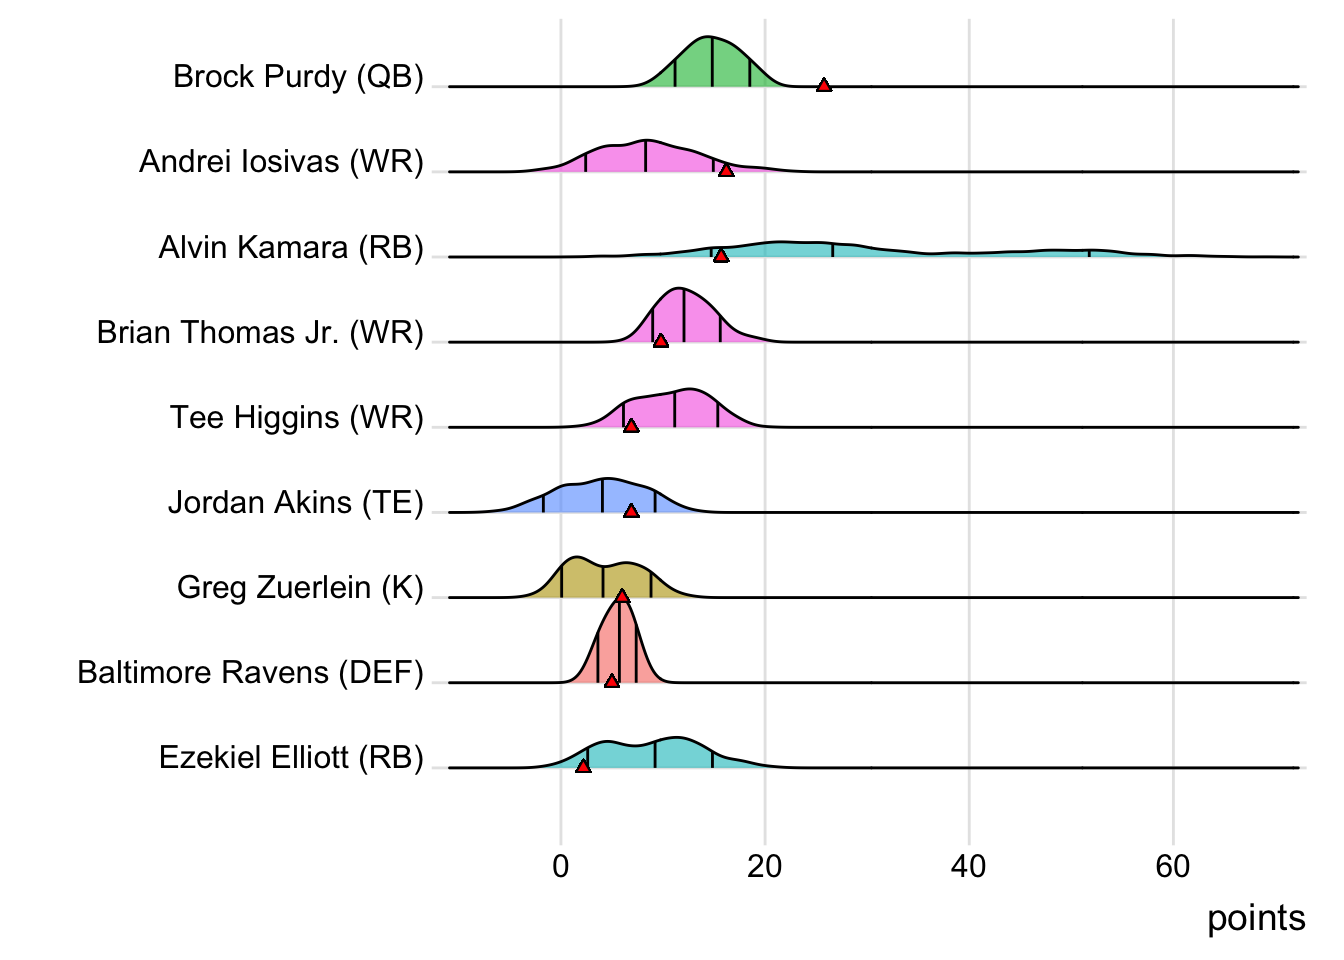 Brock Purdy (QB)
Andrei Iosivas (WR)
Alvin Kamara (RB)
Brian Thomas Jr. (WR)
Tee Higgins (WR)
Jordan Akins (TE)
Greg Zuerlein (K)
Baltimore Ravens (DEF)
Ezekiel Elliott (RB)
0 20 40 60
points